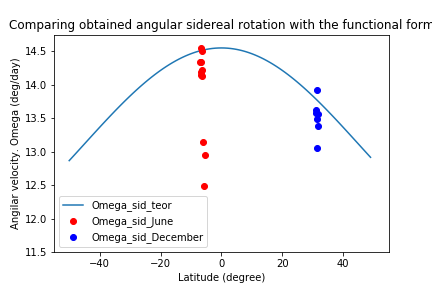 Comparing obtained angular sidereal rotation with the functional form
14.5
14.0
13.5
13.0
12.5
12.0
11.5
Angilar velocity. Omega (deg/day)
Omega_sid_teor
Omega_sid_June
Omega_sid_December
−40
−20
0
20
40
Latitude (degree)